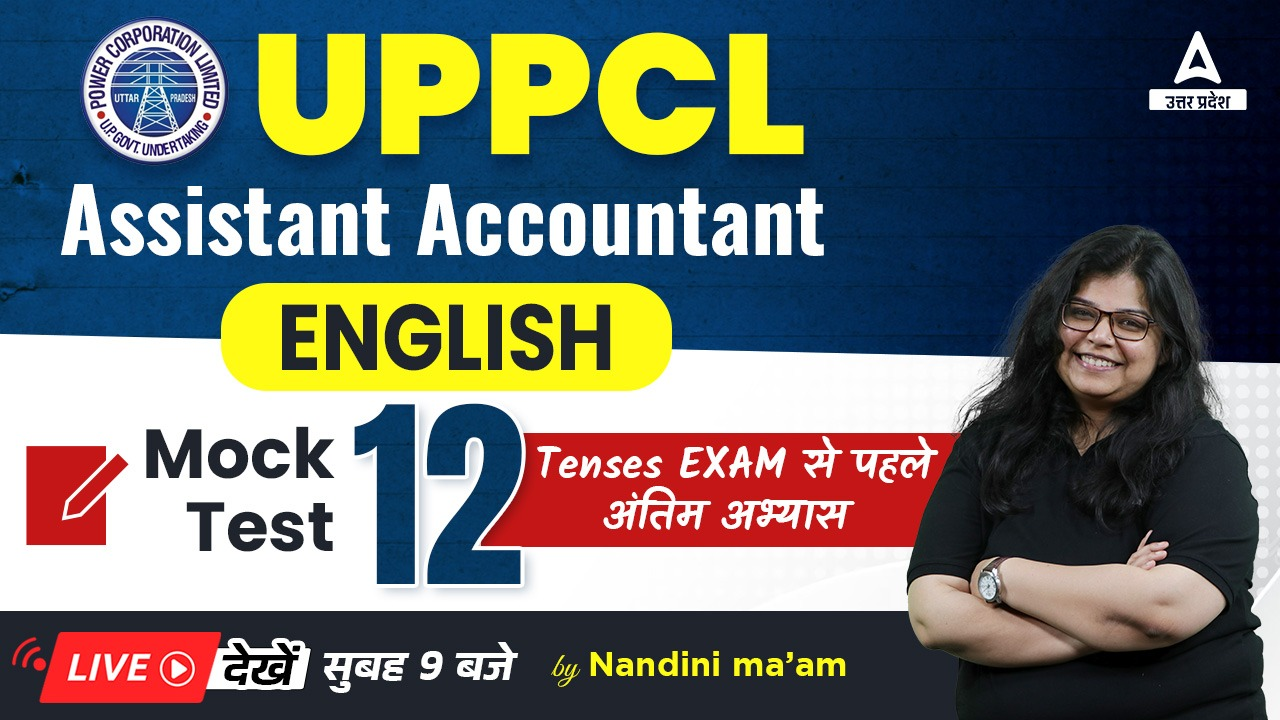 POWER CORPORATION LIMITED
UTTAR PRADESH
U.P. GOVT. UNDERTAKING
UPPCL
उत्तर प्रदेश
Assistant Accountant
ENGLISH
Mock
Test
12
Tenses EXAM से पहले
अंतिम अभ्यास
LIVE देखें सुबह 9 बजे by Nandini ma'am